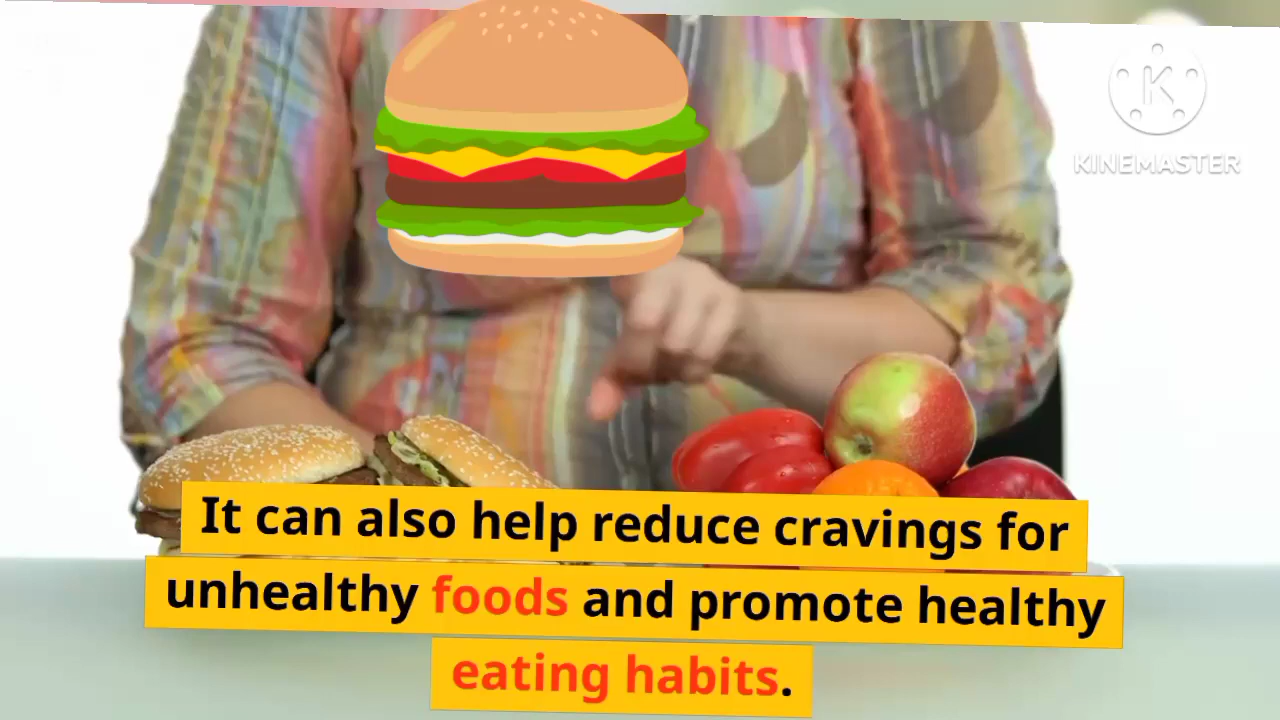 K
KINEMASTER
It can also help reduce cravings for
unhealthy foods and promote healthy
eating habits.